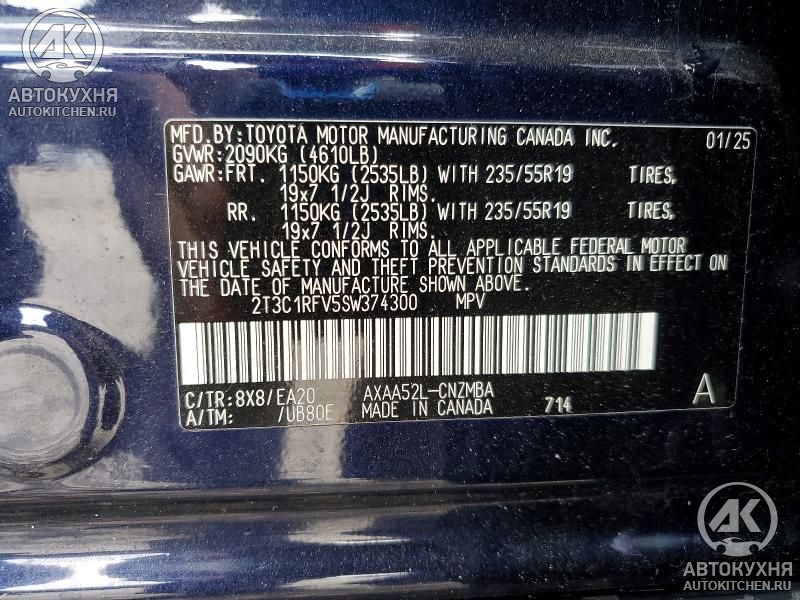 AK
АВТОКУХНЯ
AUTOKITCHEN.RU
MFD.BY:TOYOTA MOTOR MANUFACTURING CANADA INC. 01/25
GVWR:2090KG (4610LB)
GAWR:FRT. 1150KG (2535LB) WITH 235/55R19 TIRES,
19x7 1/2J RIMS.
RR. 1150KG (2535LB) WITH 235/55R19 TIRES,
19x7 1/2J RIMS.
THIS VEHICLE CONFORMS TO ALL APPLICABLE FEDERAL MOTOR
VEHICLE SAFETY AND THEFT PREVENTION STANDARDS IN EFFECT ON
THE DATE OF MANUFACTURE SHOWN ABOVE.
2T3C1RFV5SW374300 MPV
C/TR:8X8/EA20 AXAA52L-CNZMBA
A/TM: /UB80E MADE IN CANADA 714 A
AK
АВТОКУХНЯ
AUTOKITCHEN.RU